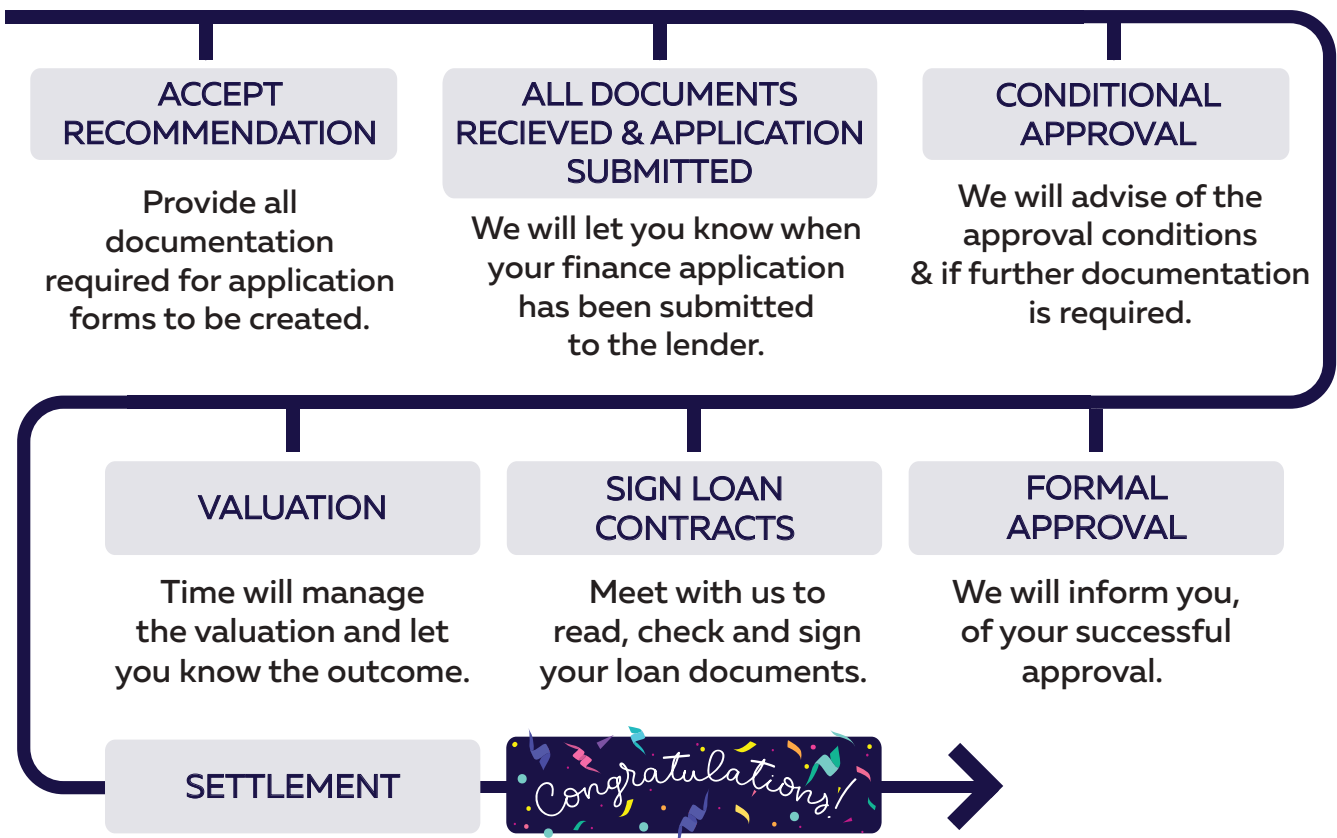 ACCEPT
RECOMMENDATION
Provide all
documentation
required for application
forms to be created.
ALL DOCUMENTS
RECIEVED & APPLICATION
SUBMITTED
We will let you know when
your finance application
has been submitted
to the lender.
CONDITIONAL
APPROVAL
We will advise of the
approval conditions
& if further documentation
is required.
VALUATION
Time will manage
the valuation and let
you know the outcome.
SIGN LOAN
CONTRACTS
Meet with us to
read, check and sign
your loan documents.
FORMAL
APPROVAL
We will inform you,
of your successful
approval.
SETTLEMENT
Congratulations!